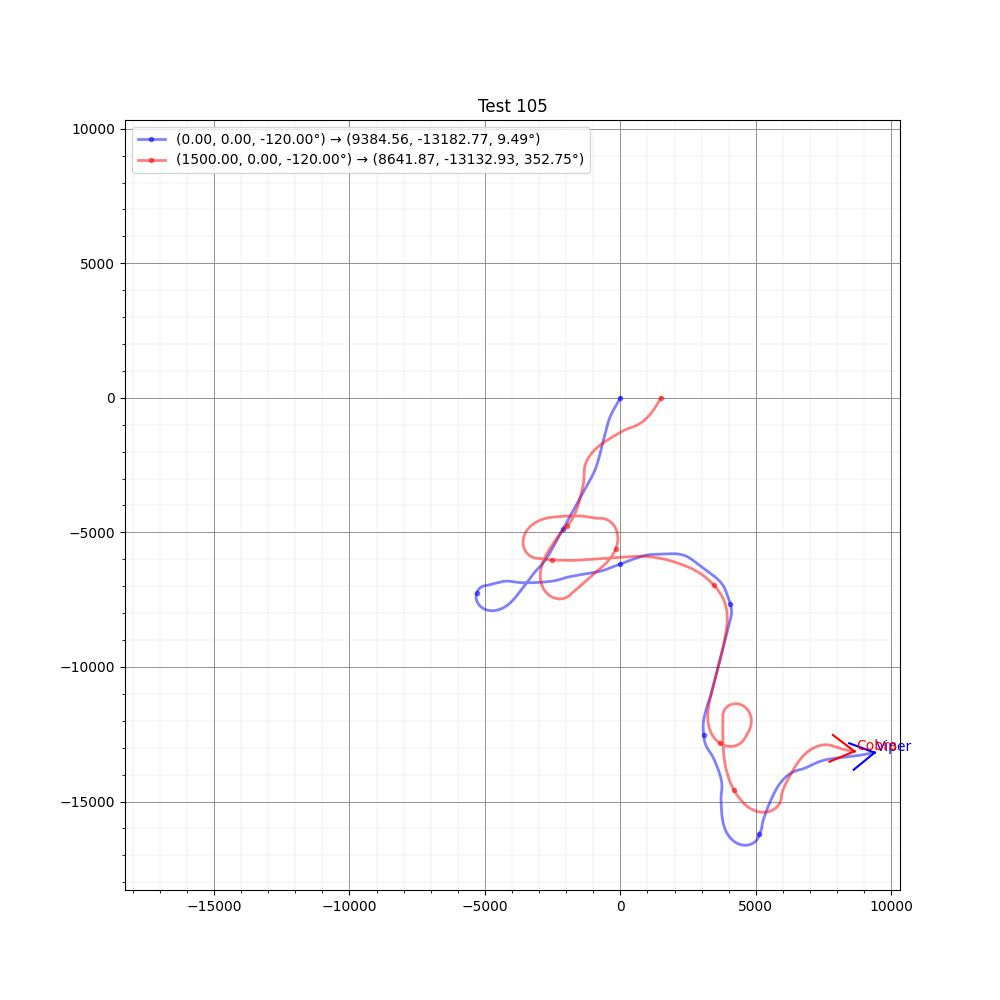 Test 105
(0.00, 0.00, -120.00°) → (9384.56, -13182.77, 9.49°)
(1500.00, 0.00, -120.00°) → (8641.87, -13132.93, 352.75°)
10000
5000
0
−5000
−10000
−15000
Cobra
Viper
−15000 −10000 −5000 0 5000 10000